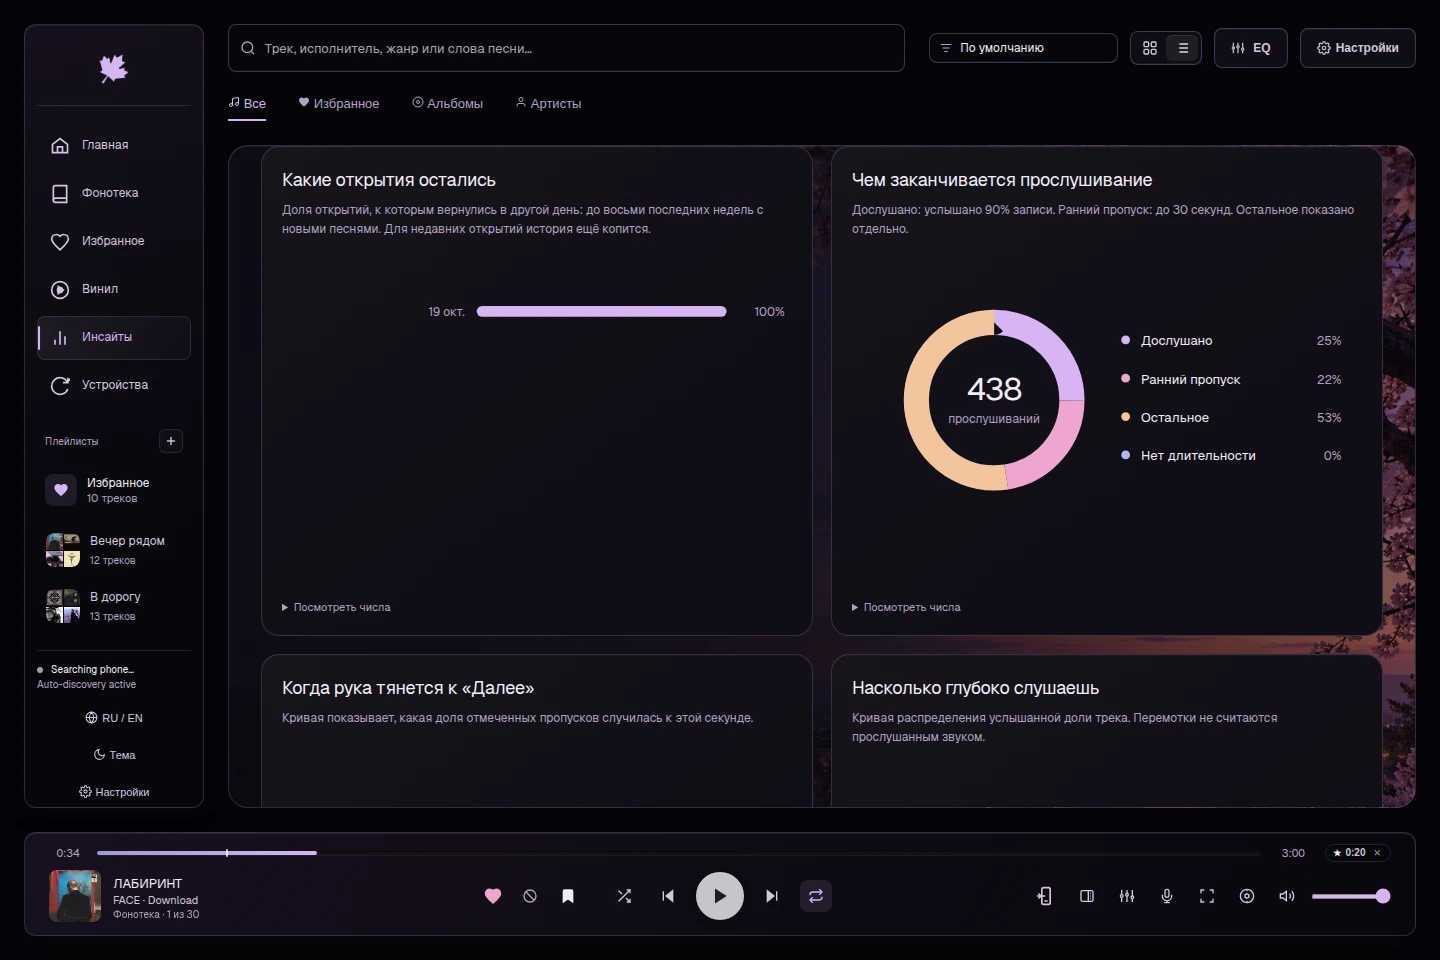 Трек, исполнитель, жанр или слова песни...
По умолчанию
EQ
Настройки
Все
Избранное
Альбомы
Артисты
Главная
Фонотека
Избранное
Винил
Инсайты
Устройства
Плейлисты
Избранное
10 треков
Вечер рядом
12 треков
В дорогу
13 треков
Searching phone...
Auto-discovery active
RU / EN
Тема
Настройки
Какие открытия остались
Доля открытий, к которым вернулись в другой день: до восьми последних недель с
новыми песнями. Для недавних открытий история ещё копится.
19 окт.
100%
Посмотреть числа
Чем заканчивается прослушивание
Дослушано: услышано 90% записи. Ранний пропуск: до 30 секунд. Остальное показано
отдельно.
438
прослушиваний
Дослушано 25%
Ранний пропуск 22%
Остальное 53%
Нет длительности 0%
Посмотреть числа
Когда рука тянется к «Далее»
Кривая показывает, какая доля отмеченных пропусков случилась к этой секунде.
Насколько глубоко слушаешь
Кривая распределения услышанной доли трека. Перемотки не считаются
прослушанным звуком.
0:34
3:00
★ 0:20 ×
ЛАБИРИНТ
FACE · Download
Фонотека · 1 из 30